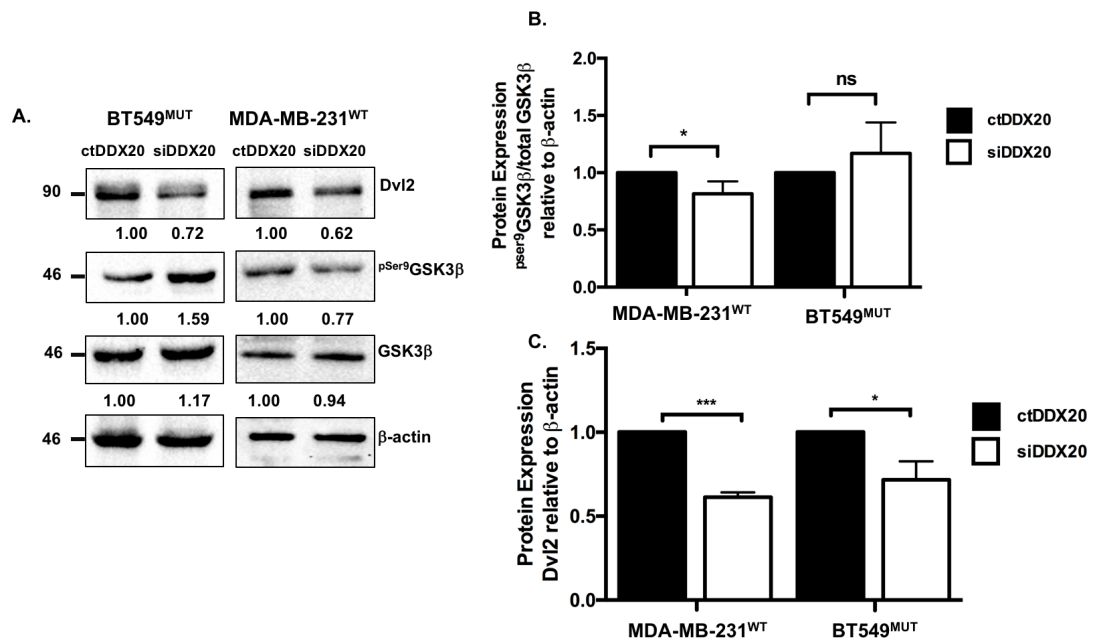 A.
BT549ᴹᵁᵀ MDA-MB-231ᵂᵀ
ctDDX20 siDDX20 ctDDX20 siDDX20
90 Dvl2
1.00 0.72 1.00 0.62
46 ᵖˢᵉʳ⁹GSK3β
1.00 1.59 1.00 0.77
46 GSK3β
1.00 1.17 1.00 0.94
46 β-actin
B.
Protein Expression
ᵖˢᵉʳ⁹GSK3β/total GSK3β
relative to β-actin
2.0
1.5
1.0
0.5
0.0
*
ns
MDA-MB-231ᵂᵀ BT549ᴹᵁᵀ
ctDDX20
siDDX20
C.
Protein Expression
Dvl2 relative to β-actin
1.5
1.0
0.5
0.0
***
*
MDA-MB-231ᵂᵀ BT549ᴹᵁᵀ
ctDDX20
siDDX20